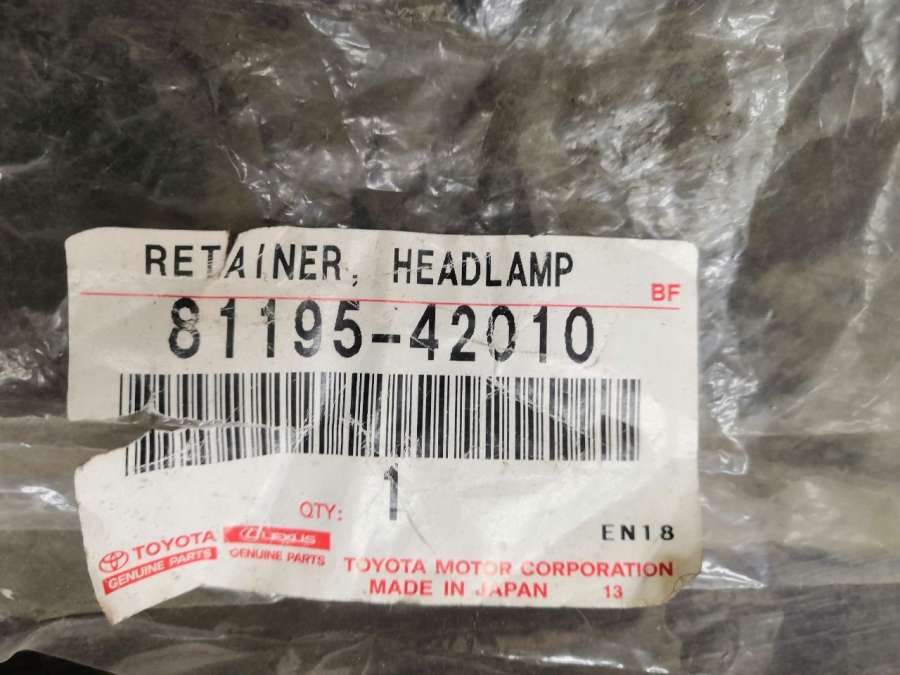 RETAINER, HEADLAMP
BF
81195-42010
QTY: 1
EN18
TOYOTA
GENUINE PARTS
LEXUS
GENUINE PARTS
TOYOTA MOTOR CORPORATION
MADE IN JAPAN 13